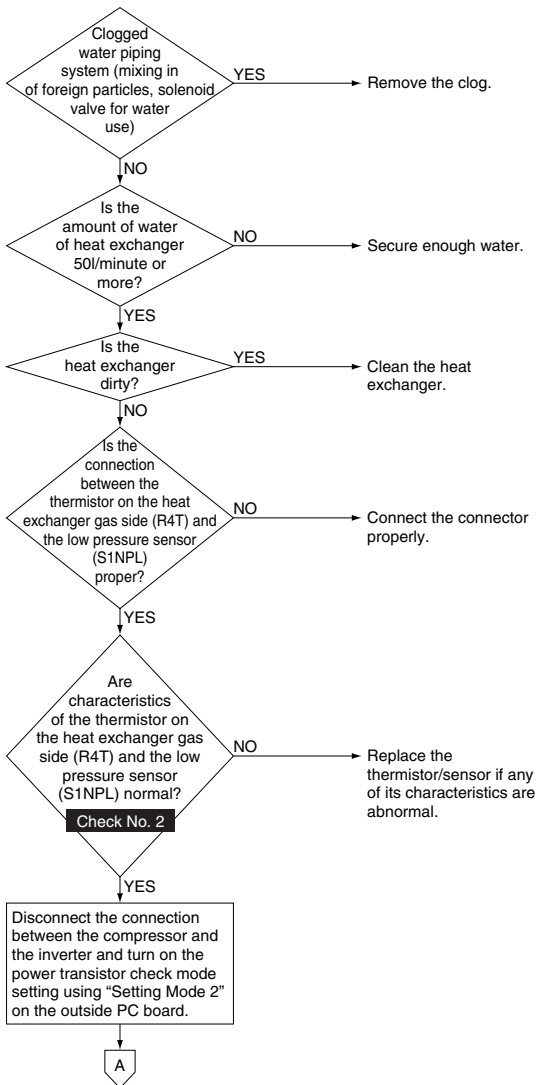 Clogged
water piping
system (mixing in
of foreign particles, solenoid
valve for water
use)
YES
Remove the clog.
NO
Is the
amount of water
of heat exchanger
50l/minute or
more?
NO
Secure enough water.
YES
Is the
heat exchanger
dirty?
YES
Clean the heat
exchanger.
NO
Is the
connection
between the
thermistor on the heat
exchanger gas side (R4T) and
the low pressure sensor
(S1NPL)
proper?
NO
Connect the connector
properly.
YES
Are
characteristics
of the thermistor on
the heat exchanger gas
side (R4T) and the low
pressure sensor
(S1NPL) normal?
Check No. 2
NO
Replace the
thermistor/sensor if any
of its characteristics are
abnormal.
YES
Disconnect the connection
between the compressor and
the inverter and turn on the
power transistor check mode
setting using “Setting Mode 2”
on the outside PC board.
A